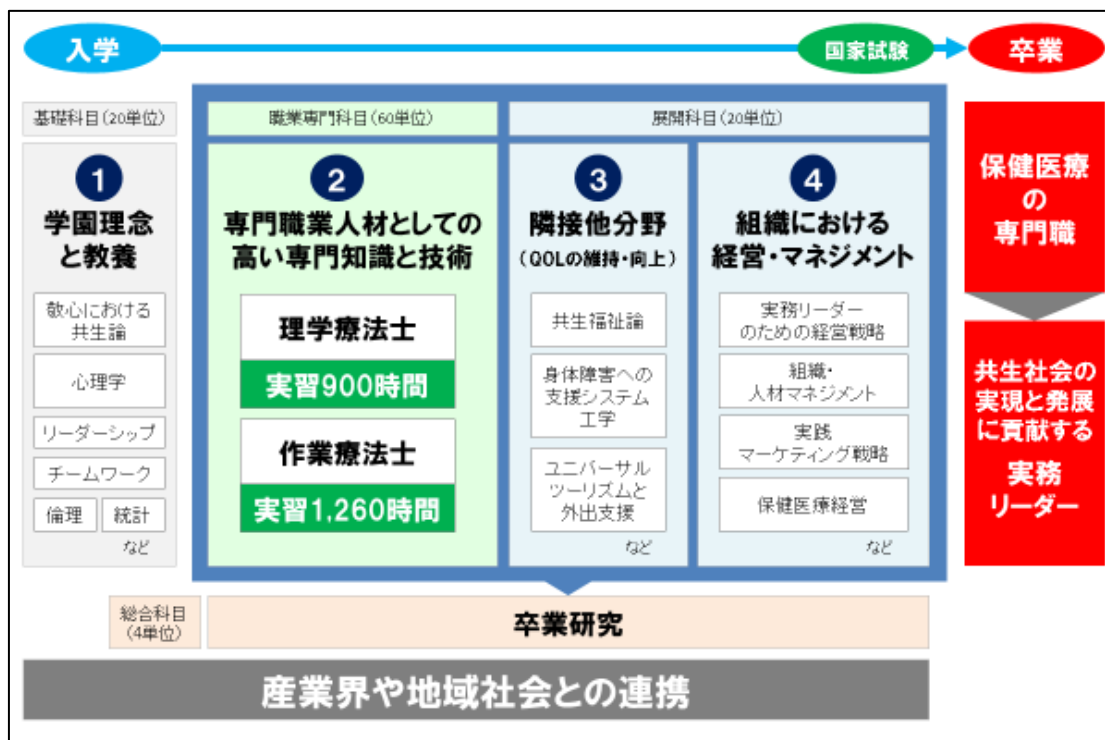 入学
国家試験
卒業
基礎科目(20単位)
職業専門科目(60単位)
展開科目(20単位)
1
学園理念
と教養
敬心における
共生論
心理学
リーダーシップ
チームワーク
倫理
統計
など
2
専門職業人材としての
高い専門知識と技術
理学療法士
実習900時間
作業療法士
実習1,260時間
3
隣接他分野
(QOLの維持・向上)
共生福祉論
身体障害への
支援システム
工学
ユニバーサル
ツーリズムと
外出支援
など
4
組織における
経営・マネジメント
実務リーダー
のための経営戦略
組織・
人材マネジメント
実践
マーケティング戦略
保健医療経営
など
保健医療
の
専門職
共生社会の
実現と発展
に貢献する
実務
リーダー
総合科目
(4単位)
卒業研究
産業界や地域社会との連携